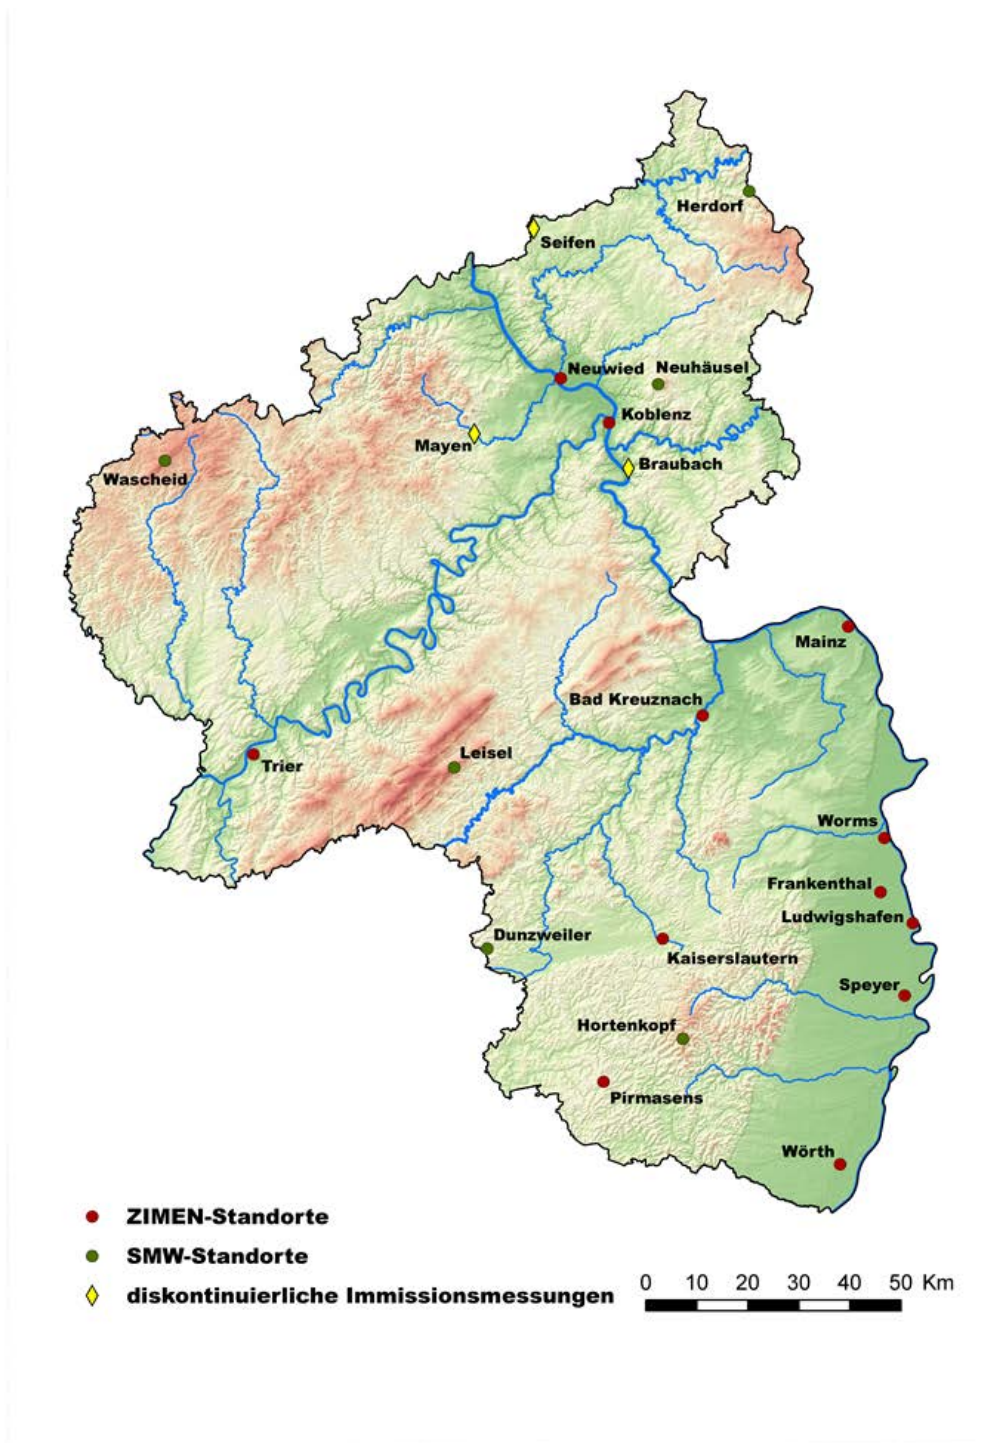 Herdorf
Seifen
Neuwied
Neuhäusel
Koblenz
Mayen
Braubach
Wascheid
Mainz
Bad Kreuznach
Leisel
Trier
Worms
Frankenthal
Ludwigshafen
Dunzweiler
Kaiserslautern
Speyer
Hortenkopf
Pirmasens
Wörth
ZIMEN-Standorte
SMW-Standorte
diskontinuierliche Immissionsmessungen
0 10 20 30 40 50 Km